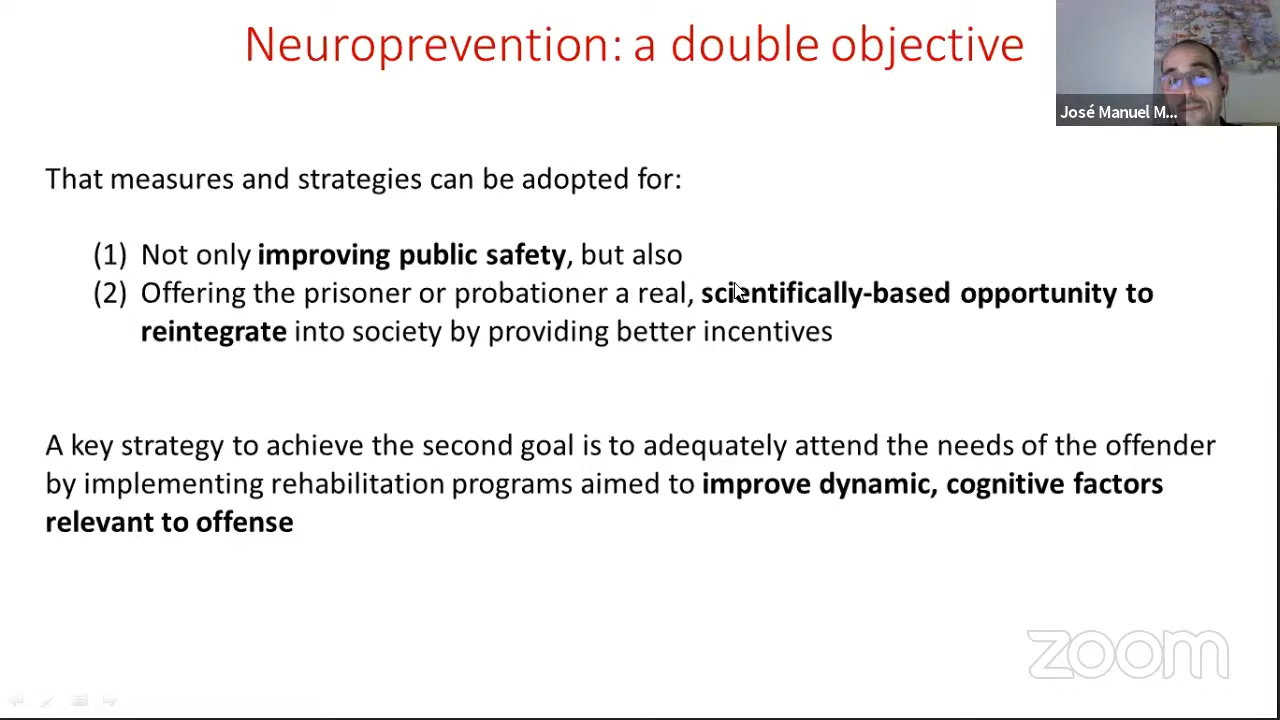 Neuroprevention: a double objective
José Manuel M...
That measures and strategies can be adopted for:
(1) Not only improving public safety, but also
(2) Offering the prisoner or probationer a real, scientifically-based opportunity to
reintegrate into society by providing better incentives
A key strategy to achieve the second goal is to adequately attend the needs of the offender
by implementing rehabilitation programs aimed to improve dynamic, cognitive factors
relevant to offense
zoom